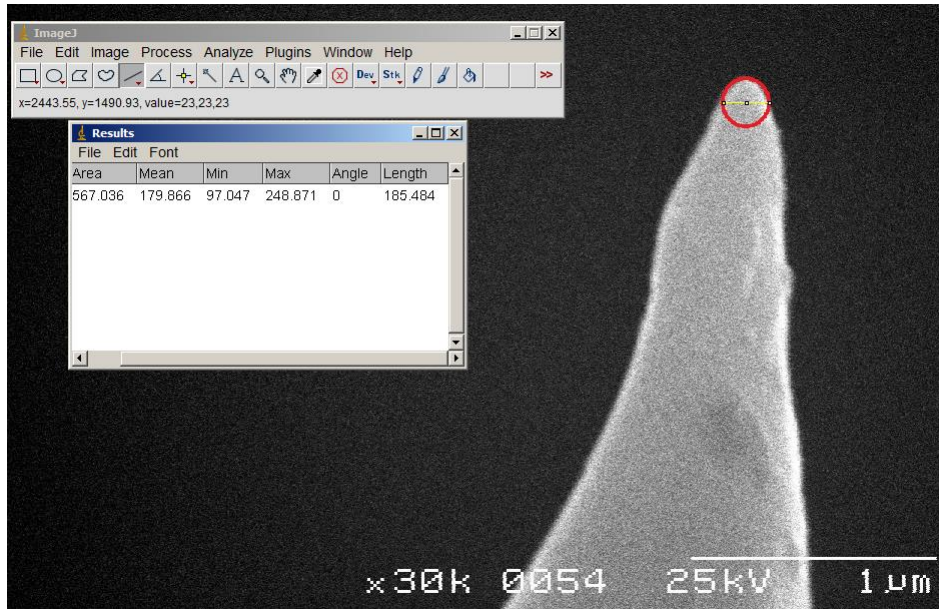 ImageJ
File Edit Image Process Analyze Plugins Window Help
A Dev Stk >>
x=2443.55, y=1490.93, value=23,23,23
Results
File Edit Font
Area Mean Min Max Angle Length
567.036 179.866 97.047 248.871 0 185.484
x30k 0054 25kV 1µm